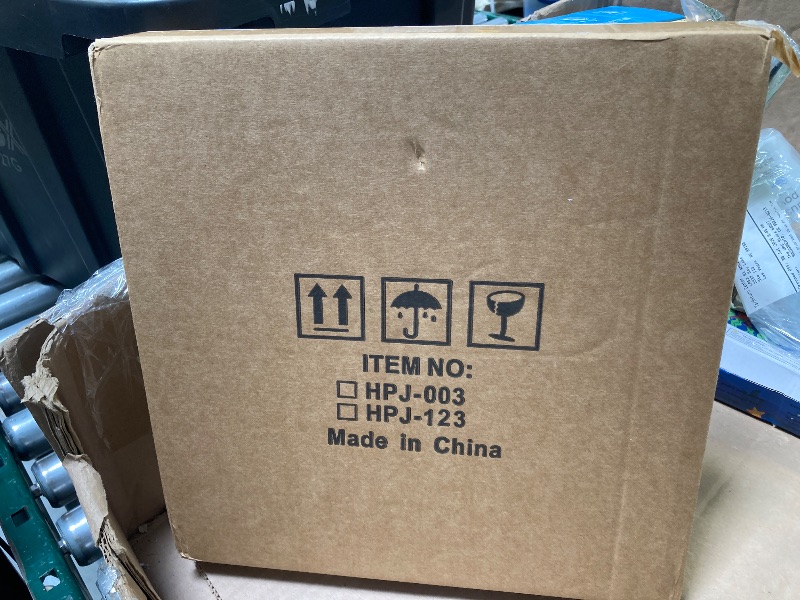 ITEM NO:
HPJ-003
HPJ-123
Made in China